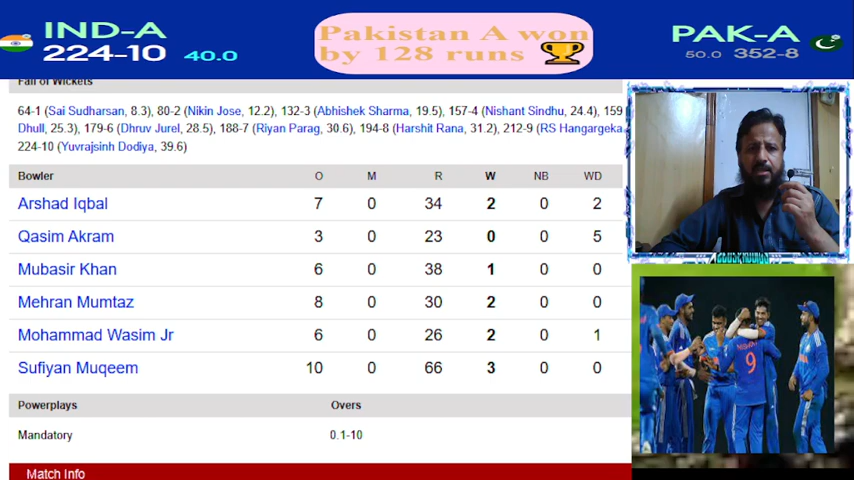 IND-A
224-10 40.0
Pakistan A won
by 128 runs
PAK-A
50.0 352-8
Fall of Wickets
64-1 (Sai Sudharsan, 8.3), 80-2 (Nikin Jose, 12.2), 132-3 (Abhishek Sharma, 19.5), 157-4 (Nishant Sindhu, 24.4), 159
Dhull, 25.3), 179-6 (Dhruv Jurel, 28.5), 188-7 (Riyan Parag, 30.6), 194-8 (Harshit Rana, 31.2), 212-9 (RS Hangargeka
224-10 (Yuvrajsinh Dodiya, 39.6)
Bowler O M R W NB WD
Arshad Iqbal 7 0 34 2 0 2
Qasim Akram 3 0 23 0 0 5
Mubasir Khan 6 0 38 1 0 0
Mehran Mumtaz 8 0 30 2 0 0
Mohammad Wasim Jr 6 0 26 2 0 1
Sufiyan Muqeem 10 0 66 3 0 0
Powerplays Overs
Mandatory 0.1-10
Match Info
9